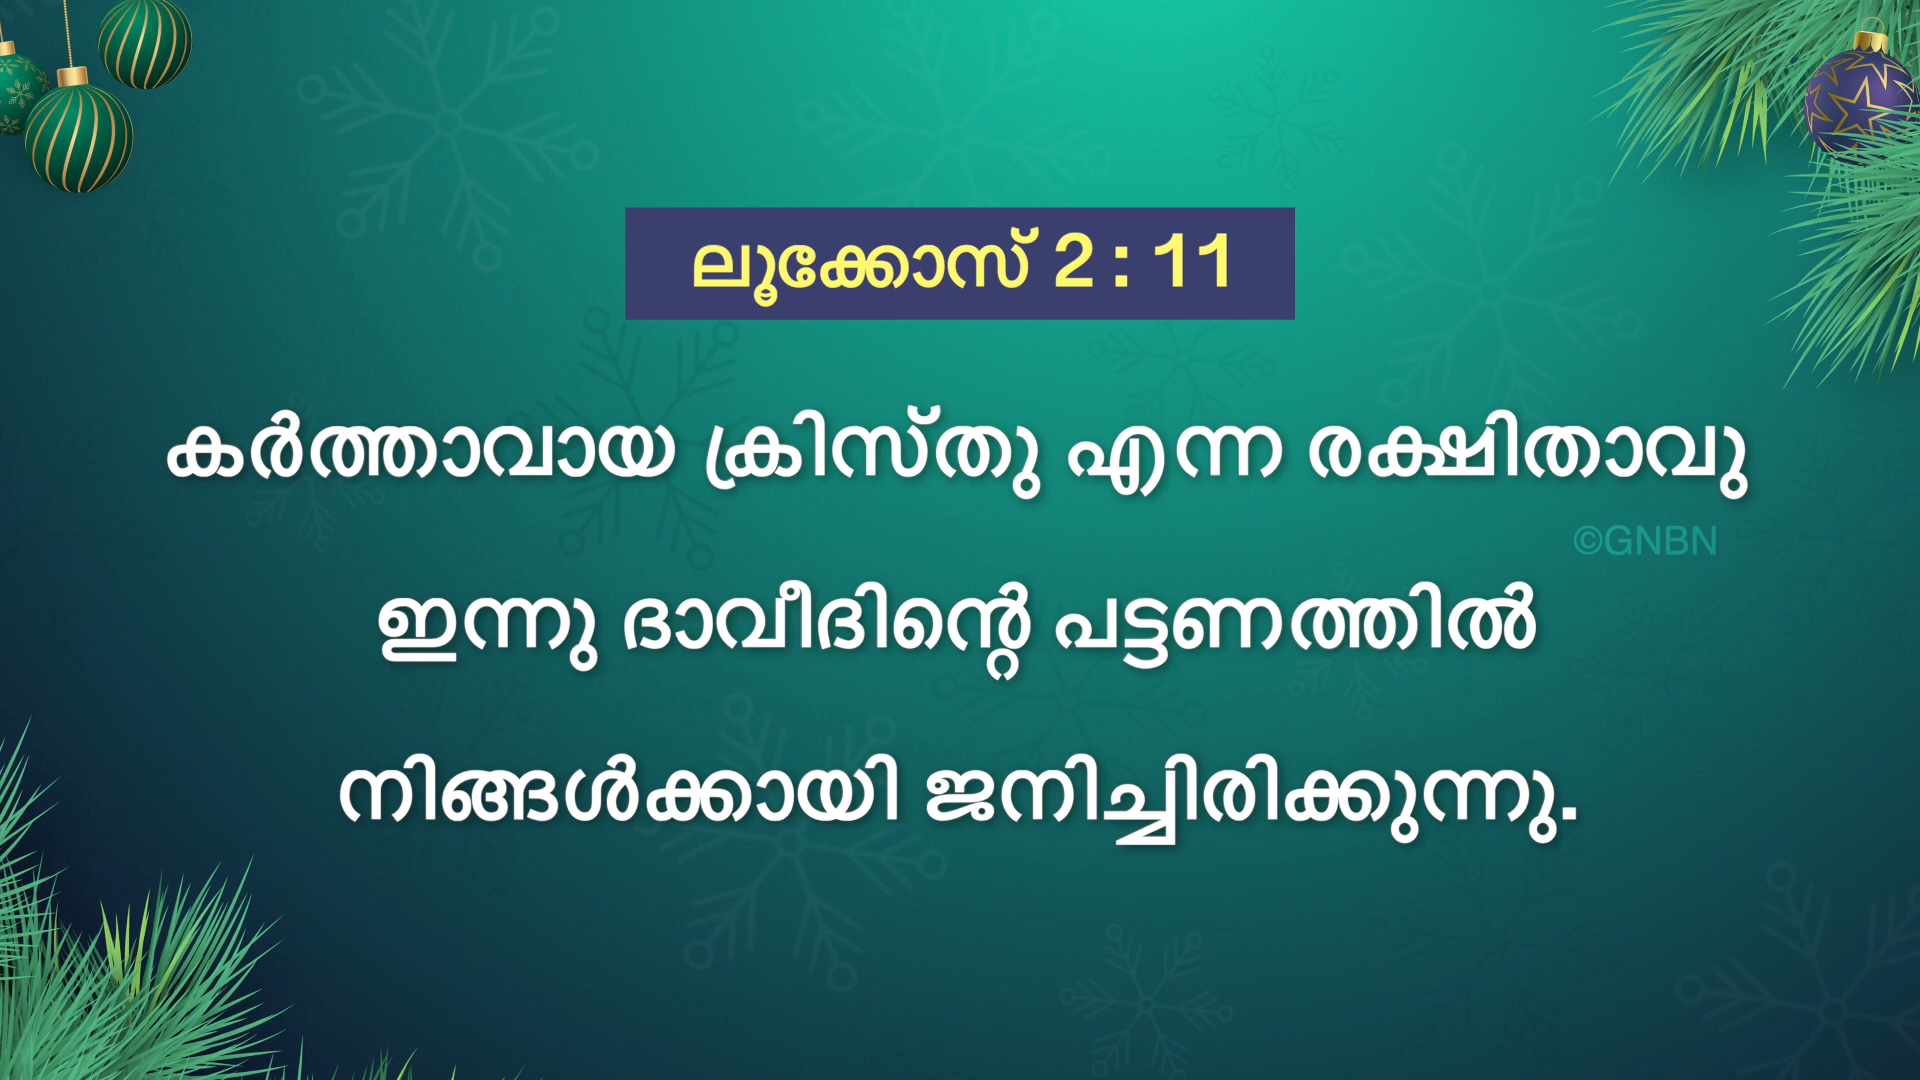 ലൂക്കോസ് 2 : 11
കർത്താവായ ക്രിസ്തു എന്ന രക്ഷിതാവു
©GNBN
ഇന്നു ദാവീദിന്റെ പട്ടണത്തിൽ
നിങ്ങൾക്കായി ജനിച്ചിരിക്കുന്നു.